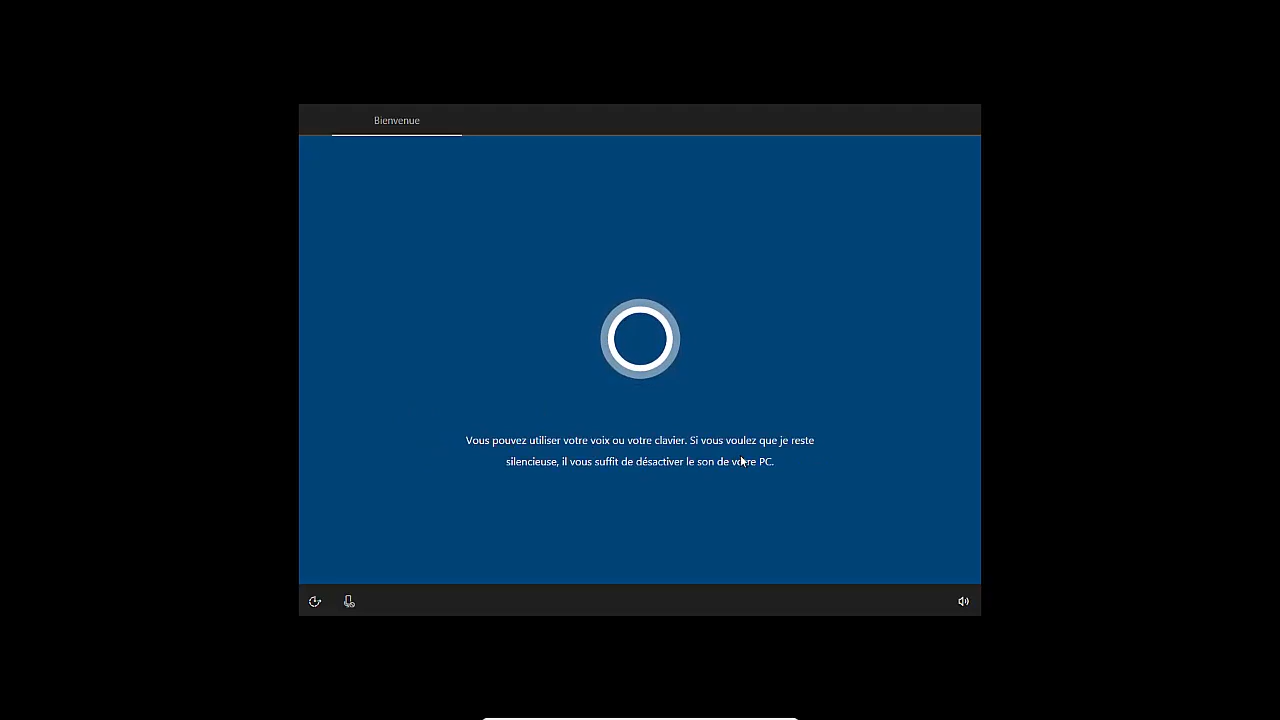 Bienvenue
Vous pouvez utiliser votre voix ou votre clavier. Si vous voulez que je reste
silencieuse, il vous suffit de désactiver le son de votre PC.